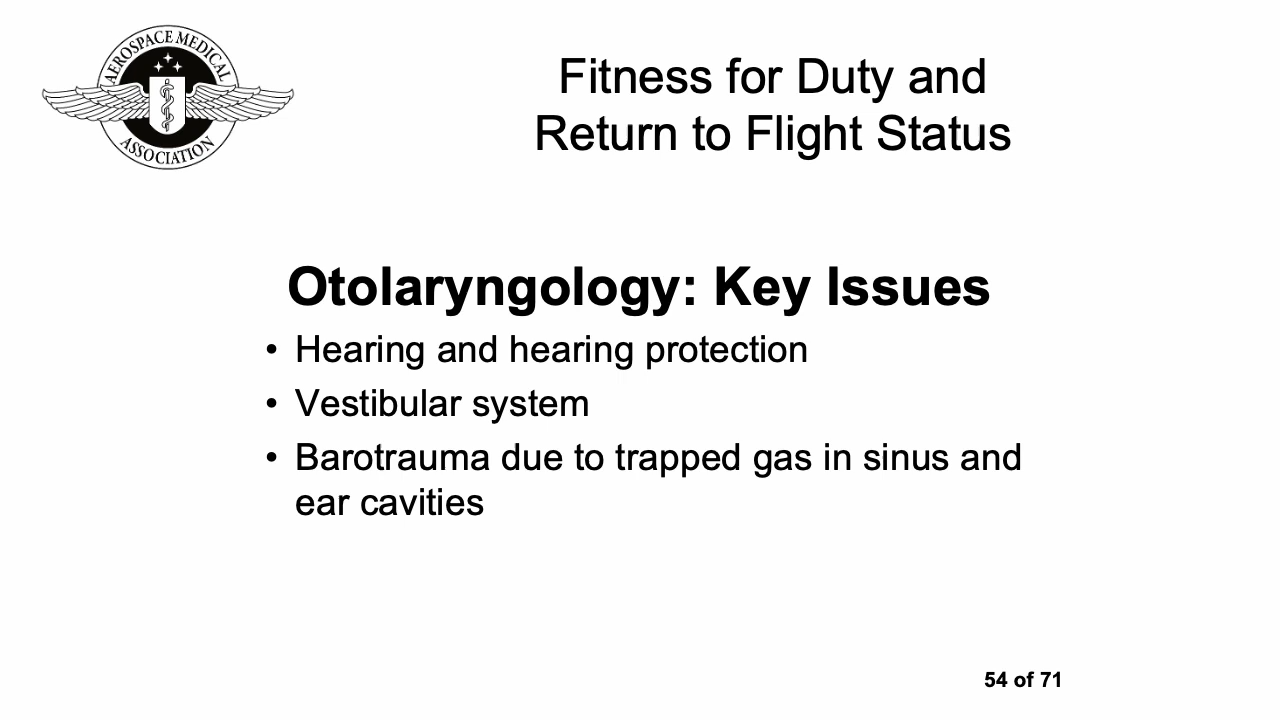 AEROSPACE MEDICAL
ASSOCIATION
Fitness for Duty and
Return to Flight Status
Otolaryngology: Key Issues
• Hearing and hearing protection
• Vestibular system
• Barotrauma due to trapped gas in sinus and
ear cavities
54 of 71